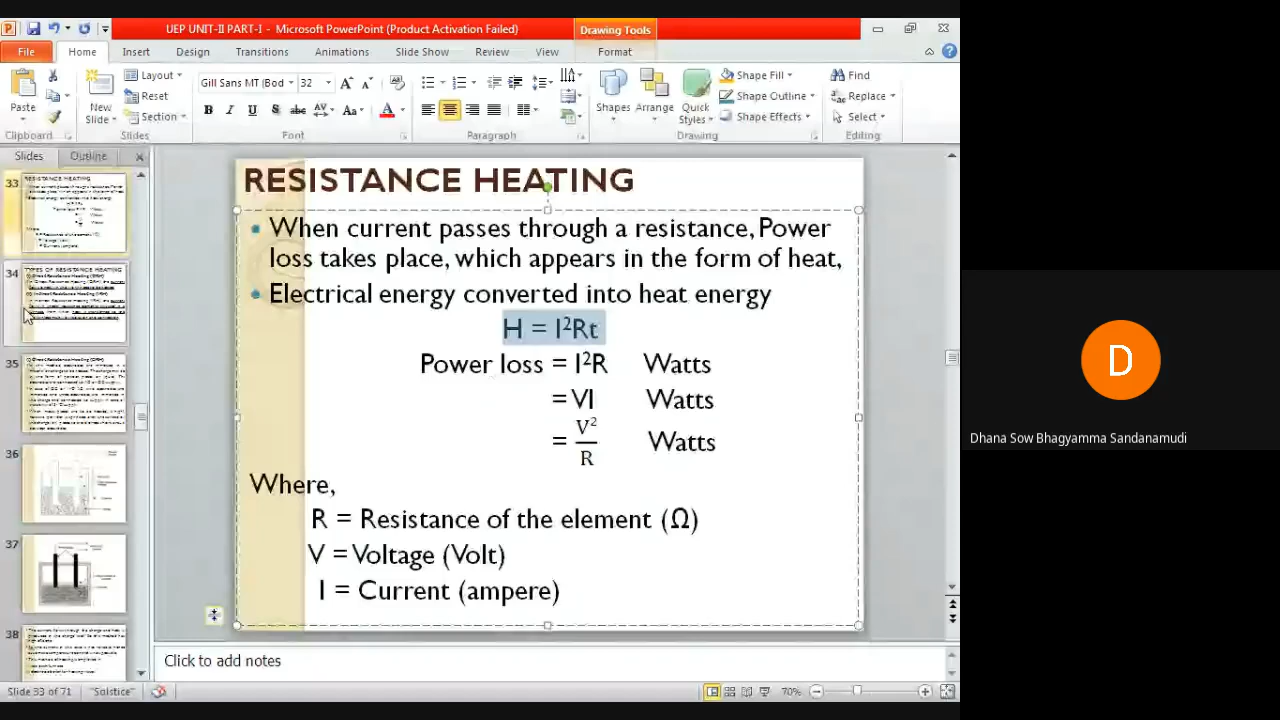 UEP UNIT-II PART-I - Microsoft PowerPoint (Product Activation Failed)
Drawing Tools
File Home Insert Design Transitions Animations Slide Show Review View Format
Paste
New Slide
Layout
Reset
Section
Gill Sans MT (Bod 32
Shapes Arrange Quick Styles
Shape Fill
Shape Outline
Shape Effects
Find
Replace
Select
Clipboard Slides Font Paragraph Drawing Editing
Slides Outline
33
RESISTANCE HEATING
34
TYPES OF RESISTANCE HEATING
35
36
37
38
RESISTANCE HEATING
• When current passes through a resistance, Power
loss takes place, which appears in the form of heat,
• Electrical energy converted into heat energy
H = I²Rt
Power loss = I²R Watts
= VI Watts
= V²/R Watts
Where,
R = Resistance of the element (Ω)
V = Voltage (Volt)
I = Current (ampere)
Click to add notes
Slide 33 of 71 "Solstice" 70%
D
Dhana Sow Bhagyamma Sandanamudi